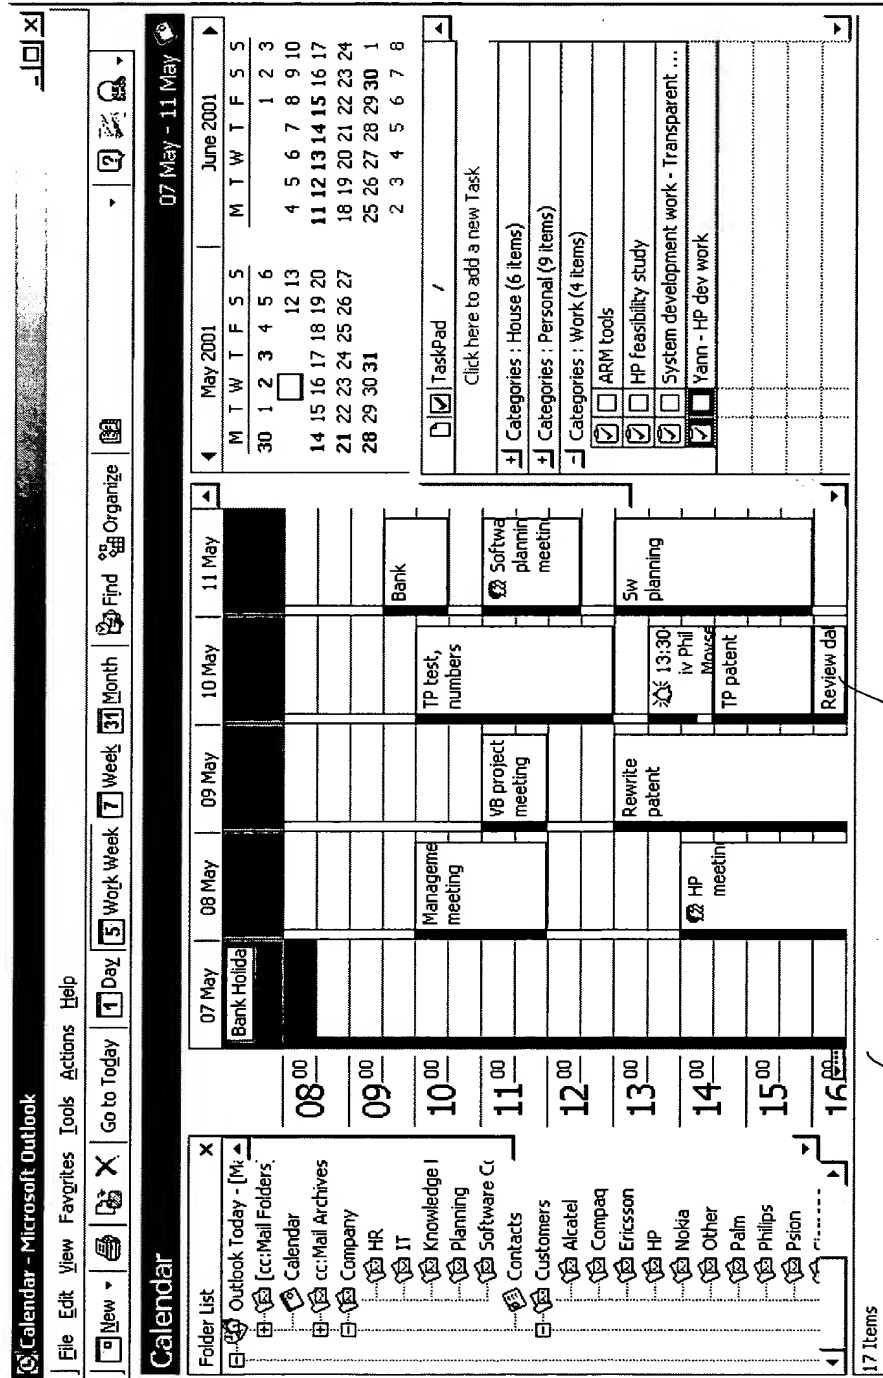 Calendar - Microsoft Outlook
File Edit View Favorites Tools Actions Help
New Go to Today 1 Day 5 Work Week 7 Week 31 Month Find Organize
Calendar 07 May - 11 May
Folder List
Outlook Today - [Ma
[cc:Mail Folders]
Calendar
cc:Mail Archives
Company
HR
IT
Knowledge
Planning
Software
Contacts
Customers
Alcatel
Compaq
Ericsson
HP
Nokia
Other
Palm
Philips
Psion
07 May 08 May 09 May 10 May 11 May
Bank Holida
00
08 00
09 00
10 00
11 00
12 00
13 00
14 00
15 00
16
Manageme
meeting
HP
meetin
VB project
meeting
Rewrite
patent
TP test,
numbers
13:30
iv Phil
Moyse
TP patent
Review da
Bank
Softwa
plannin
meetin
Sw
planning
May 2001
M T W T F S S
30 1 2 3 4 5 6
12 13
14 15 16 17 18 19 20
21 22 23 24 25 26 27
28 29 30 31
June 2001
M T W T F S S
1 2 3
4 5 6 7 8 9 10
11 12 13 14 15 16 17
18 19 20 21 22 23 24
25 26 27 28 29 30 1
2 3 4 5 6 7 8
TaskPad
Click here to add a new Task
Categories : House (6 items)
Categories : Personal (9 items)
Categories : Work (4 items)
ARM tools
HP feasibility study
System development work - Transparent ...
Yann - HP dev work
17 Items